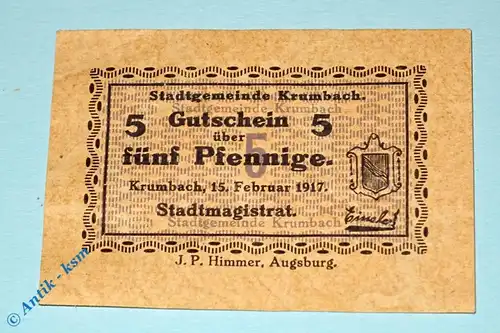 Stadtgemeinde Krumbach.
Stadtgemeinde Krumbach
5 Gutschein 5
über
5
fünf Pfennige.
Krumbach, 15. Februar 1917.
Stadtmagistrat.
Stadtgemeinde Krumbach
J. P. Himmer, Augsburg.
© Antik - ksm